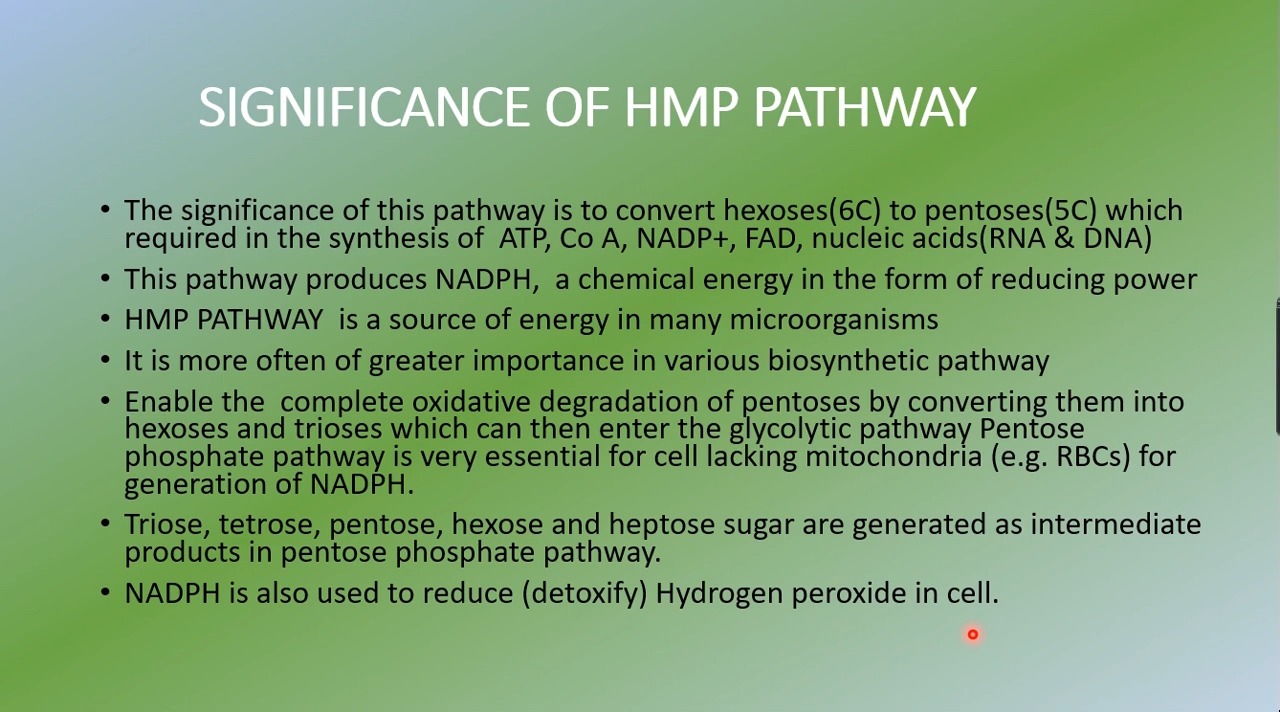 SIGNIFICANCE OF HMP PATHWAY
• The significance of this pathway is to convert hexoses(6C) to pentoses(5C) which
required in the synthesis of  ATP, Co A, NADP+, FAD, nucleic acids(RNA & DNA)
• This pathway produces NADPH,  a chemical energy in the form of reducing power
• HMP PATHWAY  is a source of energy in many microorganisms
• It is more often of greater importance in various biosynthetic pathway
• Enable the  complete oxidative degradation of pentoses by converting them into
hexoses and trioses which can then enter the glycolytic pathway Pentose
phosphate pathway is very essential for cell lacking mitochondria (e.g. RBCs) for
generation of NADPH.
• Triose, tetrose, pentose, hexose and heptose sugar are generated as intermediate
products in pentose phosphate pathway.
• NADPH is also used to reduce (detoxify) Hydrogen peroxide in cell.